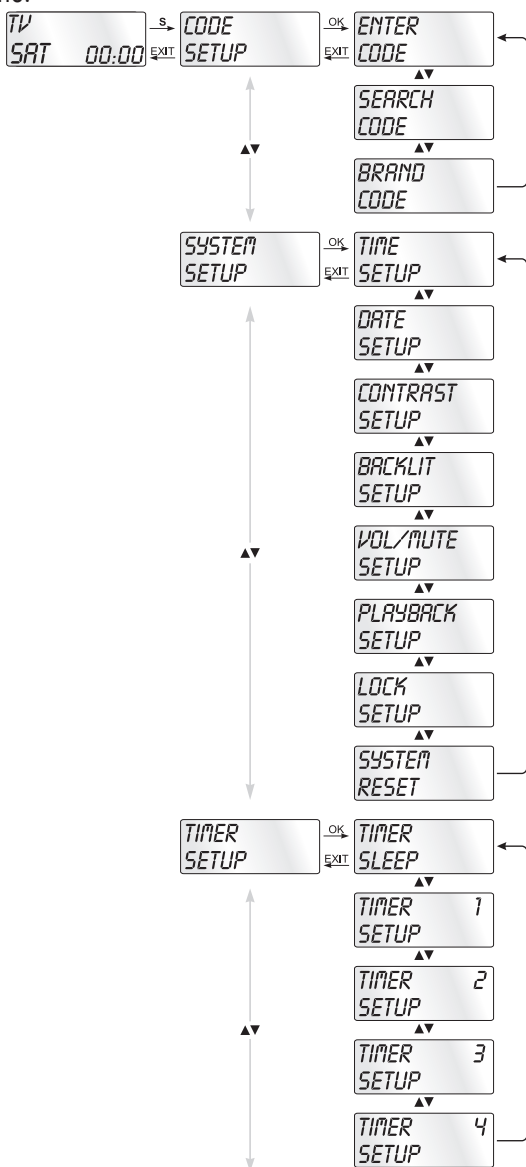 TV
SAT 00:00
S
EXIT
CODE
SETUP
OK
EXIT
ENTER
CODE
▲▼
SEARCH
CODE
▲▼
▲▼
BRAND
CODE
SYSTEM
SETUP
OK
EXIT
TIME
SETUP
▲▼
DATE
SETUP
▲▼
CONTRAST
SETUP
▲▼
BACKLIT
SETUP
▲▼
▲▼
VOL/MUTE
SETUP
▲▼
PLAYBACK
SETUP
▲▼
LOCK
SETUP
▲▼
SYSTEM
RESET
TIMER
SETUP
OK
EXIT
TIMER
SLEEP
▲▼
TIMER 1
SETUP
▲▼
TIMER 2
SETUP
▲▼
▲▼
TIMER 3
SETUP
▲▼
TIMER 4
SETUP